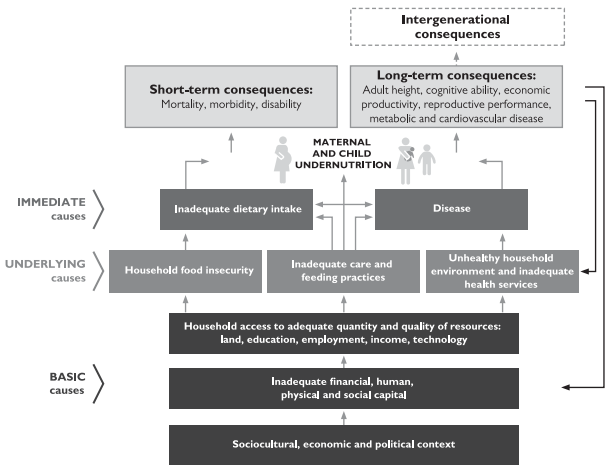 Intergenerational
consequences
Short-term consequences:
Mortality, morbidity, disability
Long-term consequences:
Adult height, cognitive ability, economic
productivity, reproductive performance,
metabolic and cardiovascular disease
MATERNAL
AND CHILD
UNDERNUTRITION
IMMEDIATE
causes
Inadequate dietary intake
Disease
UNDERLYING
causes
Household food insecurity
Inadequate care and
feeding practices
Unhealthy household
environment and inadequate
health services
Household access to adequate quantity and quality of resources:
land, education, employment, income, technology
BASIC
causes
Inadequate financial, human,
physical and social capital
Sociocultural, economic and political context